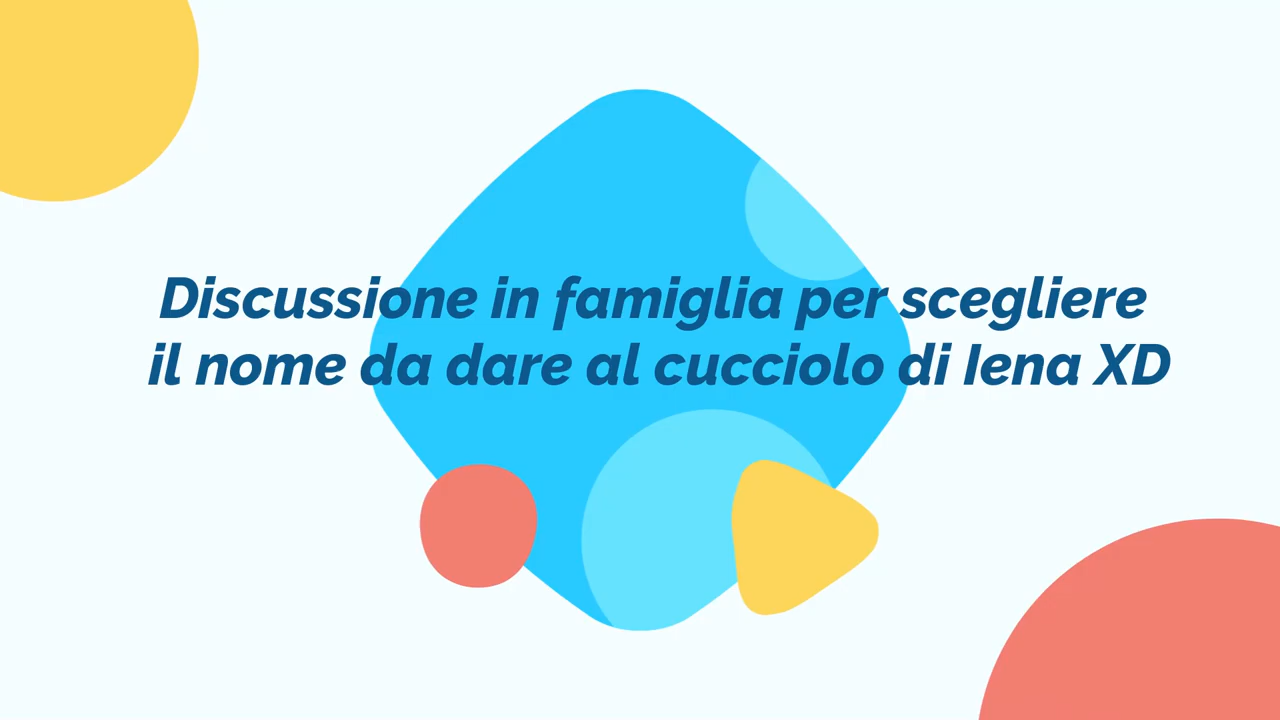 Discussione in famiglia per scegliere
il nome da dare al cucciolo di Iena XD